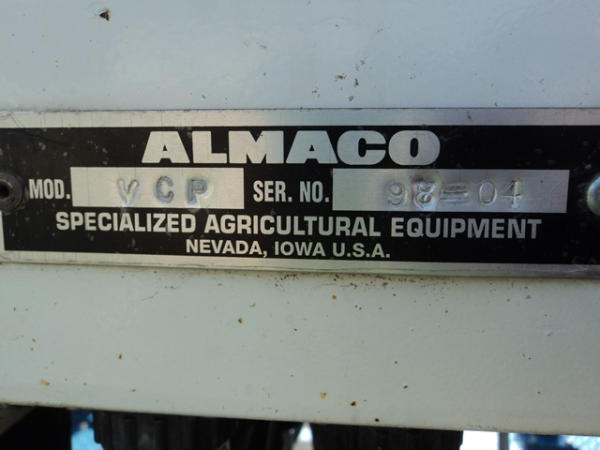 ALMACO
MOD. VCP SER. NO. 98-04
SPECIALIZED AGRICULTURAL EQUIPMENT
NEVADA, IOWA U.S.A.